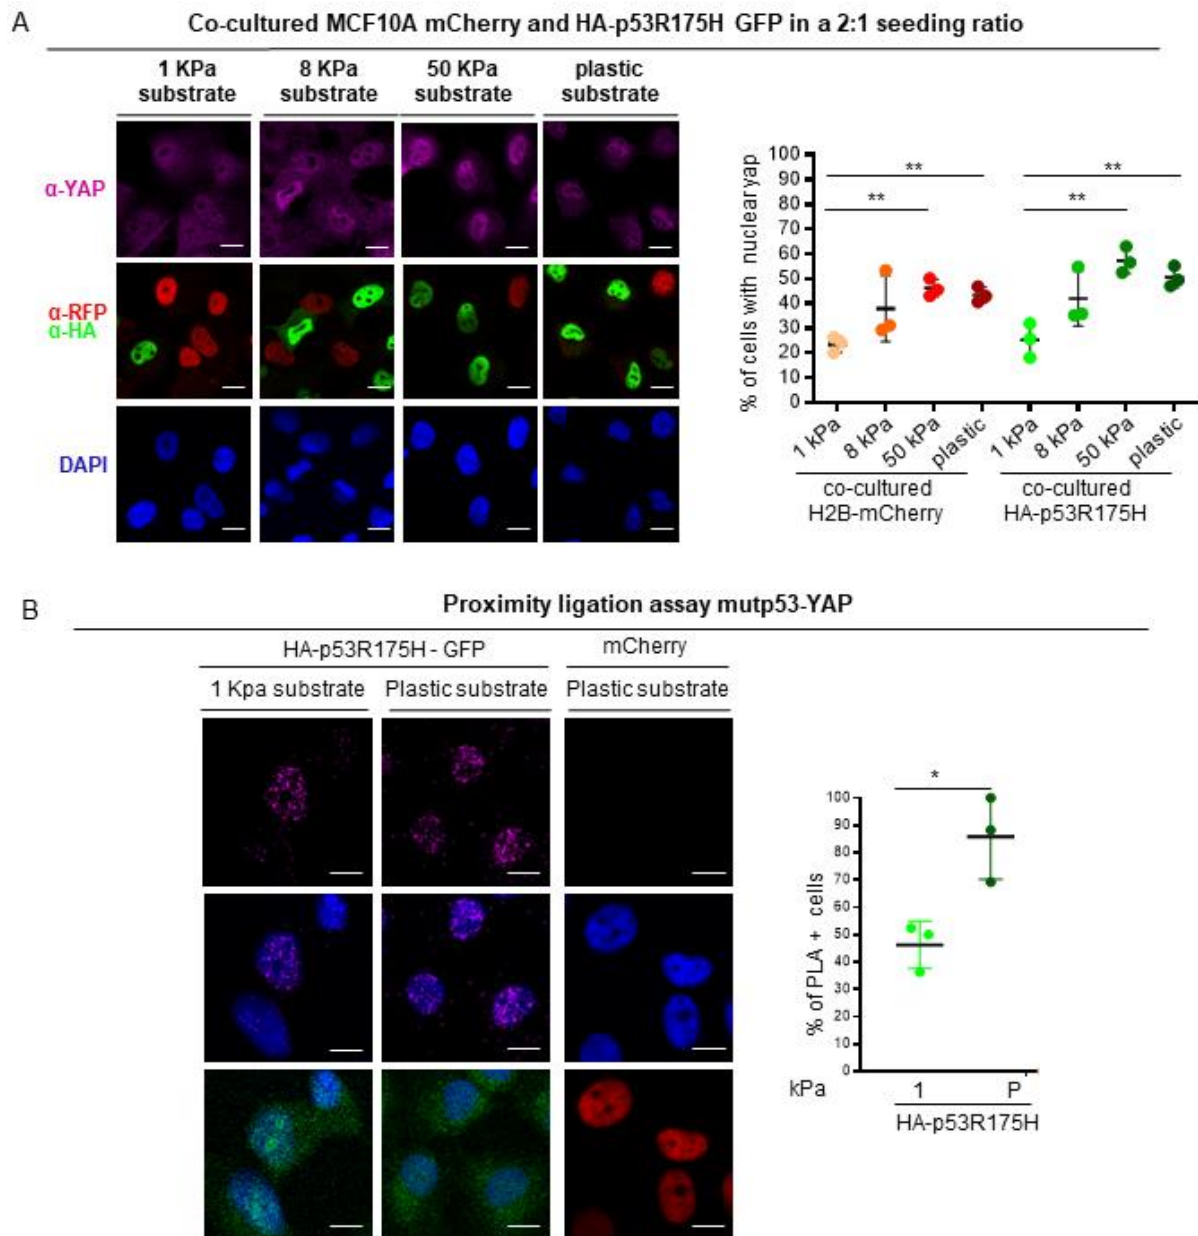 A
Co-cultured MCF10A mCherry and HA-p53R175H GFP in a 2:1 seeding ratio
1 KPa substrate
8 KPa substrate
50 KPa substrate
plastic substrate
α-YAP
α-RFP
α-HA
DAPI
% of cells with nuclear yap
100
90
80
70
60
50
40
30
20
10
0
**
**
**
**
1 kPa
8 kPa
50 kPa
plastic
1 kPa
8 kPa
50 kPa
plastic
co-cultured
H2B-mCherry
co-cultured
HA-p53R175H
B
Proximity ligation assay mutp53-YAP
HA-p53R175H - GFP
mCherry
1 Kpa substrate
Plastic substrate
Plastic substrate
% of PLA + cells
100
90
80
70
60
50
40
30
20
10
0
*
kPa
1
P
HA-p53R175H